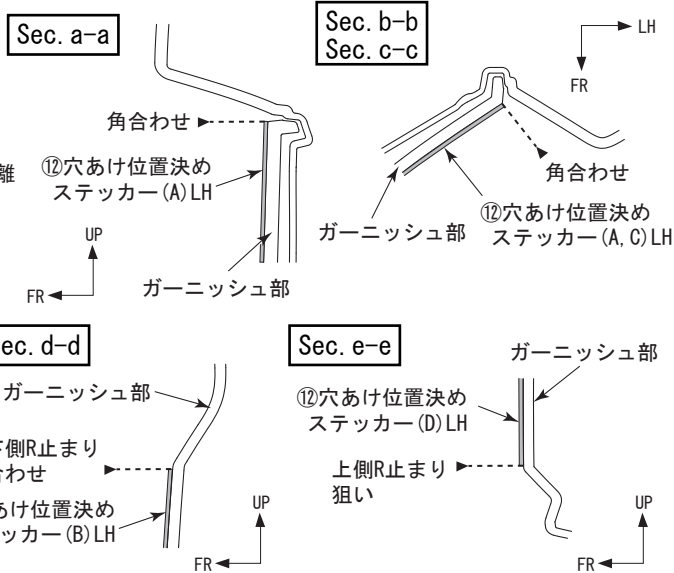 Sec. a-a
角合わせ
離
⑫穴あけ位置決め
ステッカー(A)LH
UP
FR
ガーニッシュ部
Sec. b-b
Sec. c-c
LH
FR
角合わせ
ガーニッシュ部
⑫穴あけ位置決め
ステッカー(A, C)LH
ec. d-d
ガーニッシュ部
側R止まり
わせ
あけ位置決め
ッカー(B)LH
UP
FR
Sec. e-e
ガーニッシュ部
⑫穴あけ位置決め
ステッカー(D)LH
上側R止まり
狙い
UP
FR